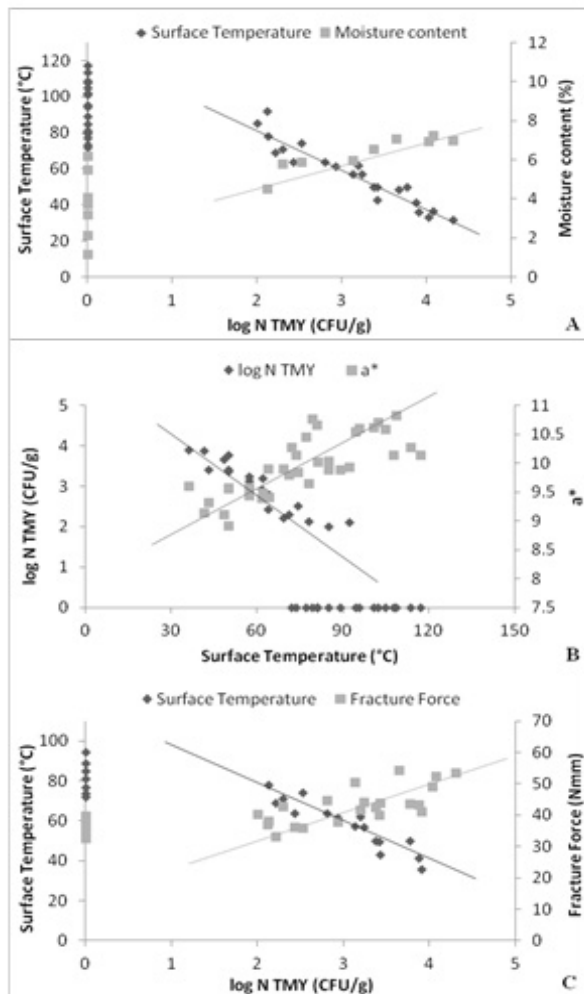 Surface Temperature Moisture content
120
100
80
60
40
20
0
12
10
8
6
4
2
0
0 1 2 3 4 5
Surface Temperature (°C)
Moisture content (%)
log N TMY (CFU/g)
A
log N TMY a*
5
4
3
2
1
0
11
10.5
10
9.5
9
8.5
8
7.5
0 30 60 90 120 150
log N TMY (CFU/g)
a*
Surface Temperature (°C)
B
Surface Temperature Fracture Force
100
80
60
40
20
0
70
60
50
40
30
20
10
0
0 1 2 3 4 5
Surface Temperature (°C)
Fracture Force (Nmm)
log N TMY (CFU/g)
C